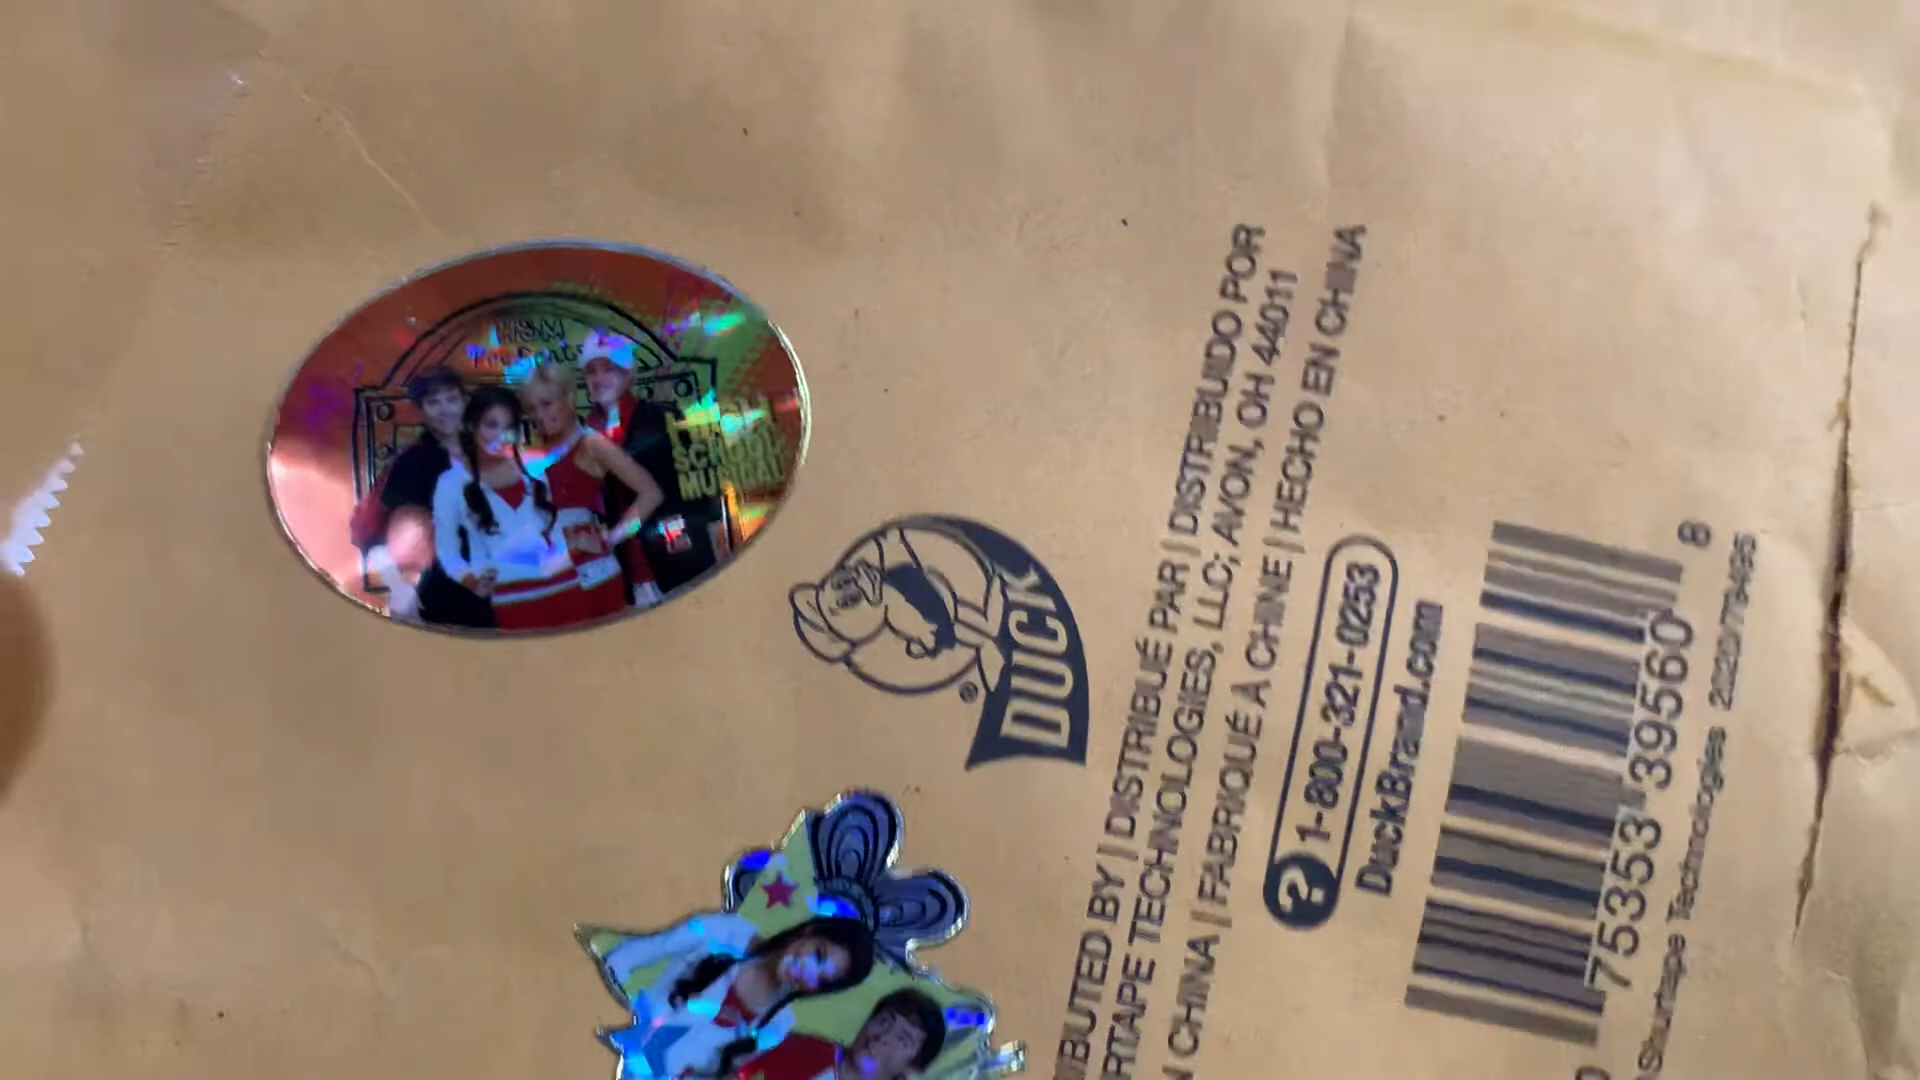 HIGH
SCHOOL
MUSICAL
DUCK
®
IBUTED BY | DISTRIBUÉ PAR | DISTRIBUIDO POR
RTAPE TECHNOLOGIES, LLC; AVON, OH 44011
N CHINA | FABRIQUÉ A CHINE | HECHO EN CHINA
? 1-800-321-0253
DuckBrand.com
75353 39560 8
Shurtape Technologies